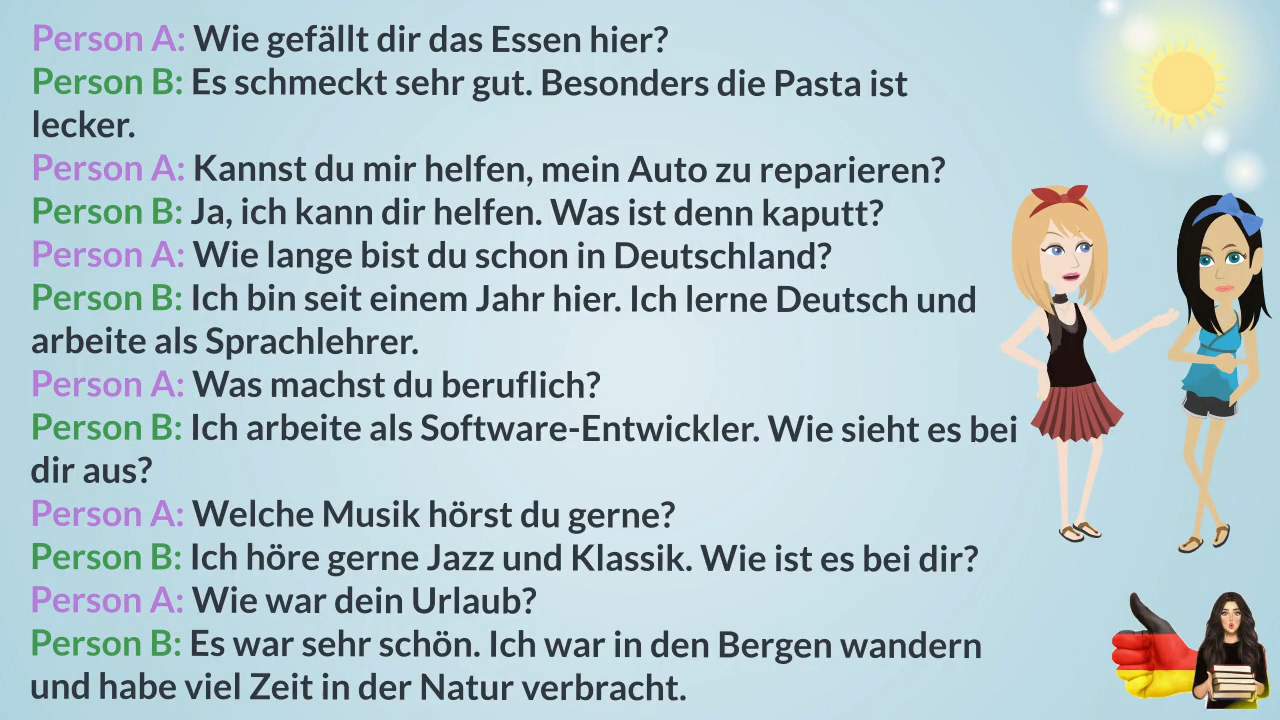 Person A: Wie gefällt dir das Essen hier?
Person B: Es schmeckt sehr gut. Besonders die Pasta ist
lecker.
Person A: Kannst du mir helfen, mein Auto zu reparieren?
Person B: Ja, ich kann dir helfen. Was ist denn kaputt?
Person A: Wie lange bist du schon in Deutschland?
Person B: Ich bin seit einem Jahr hier. Ich lerne Deutsch und
arbeite als Sprachlehrer.
Person A: Was machst du beruflich?
Person B: Ich arbeite als Software-Entwickler. Wie sieht es bei
dir aus?
Person A: Welche Musik hörst du gerne?
Person B: Ich höre gerne Jazz und Klassik. Wie ist es bei dir?
Person A: Wie war dein Urlaub?
Person B: Es war sehr schön. Ich war in den Bergen wandern
und habe viel Zeit in der Natur verbracht.